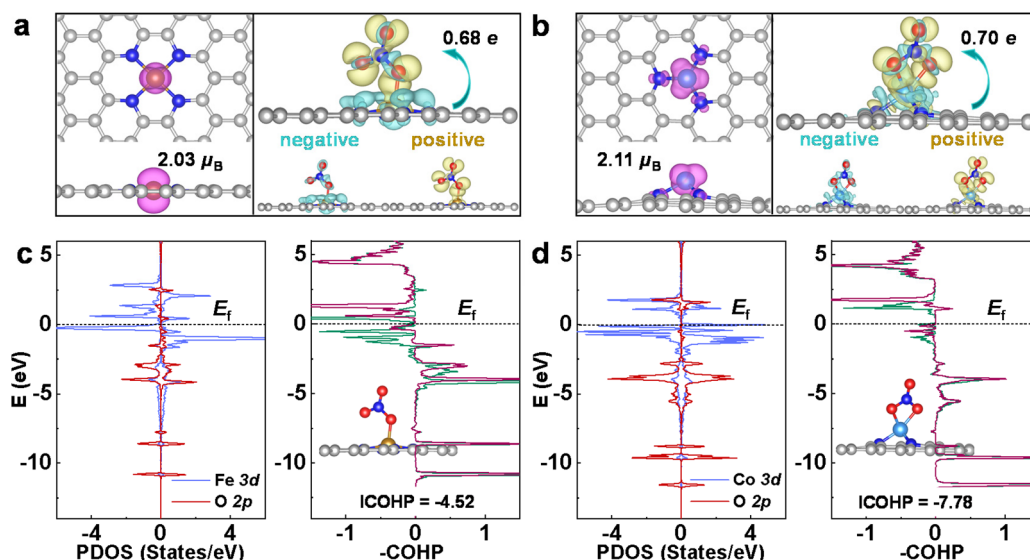 a
0.68 e
negative
positive
2.03 μB
b
0.70 e
negative
positive
2.11 μB
c
5
0
-5
-10
E (eV)
Ef
Fe 3d
O 2p
-4
0
4
PDOS (States/eV)
5
0
-5
-10
Ef
ICOHP = -4.52
-1
0
1
-COHP
d
5
0
-5
-10
E (eV)
Ef
Co 3d
O 2p
-4
0
4
PDOS (States/eV)
5
0
-5
-10
Ef
ICOHP = -7.78
-1
0
1
-COHP